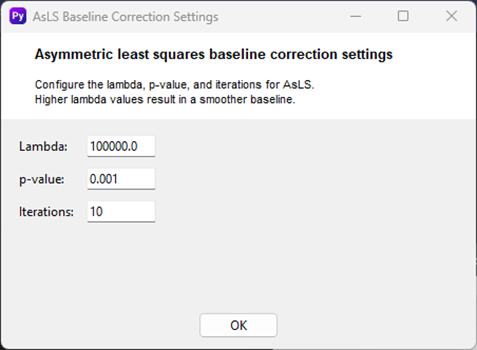 Py AsLS Baseline Correction Settings
Asymmetric least squares baseline correction settings
Configure the lambda, p-value, and iterations for AsLS.
Higher lambda values result in a smoother baseline.
Lambda: 100000.0
p-value: 0.001
Iterations: 10
OK